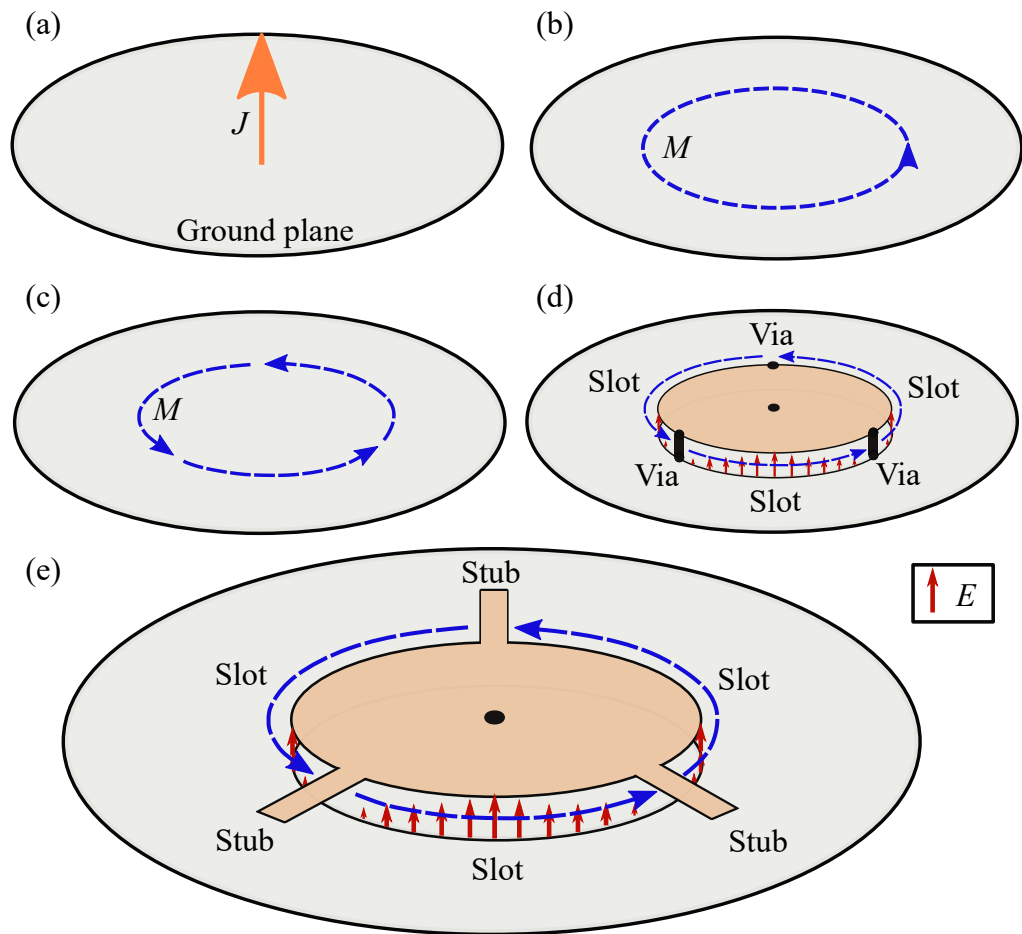 (a)
J
Ground plane
(b)
M
(c)
M
(d)
Via
Slot
Slot
Via
Via
Slot
(e)
Stub
E
Slot
Slot
Stub
Stub
Slot